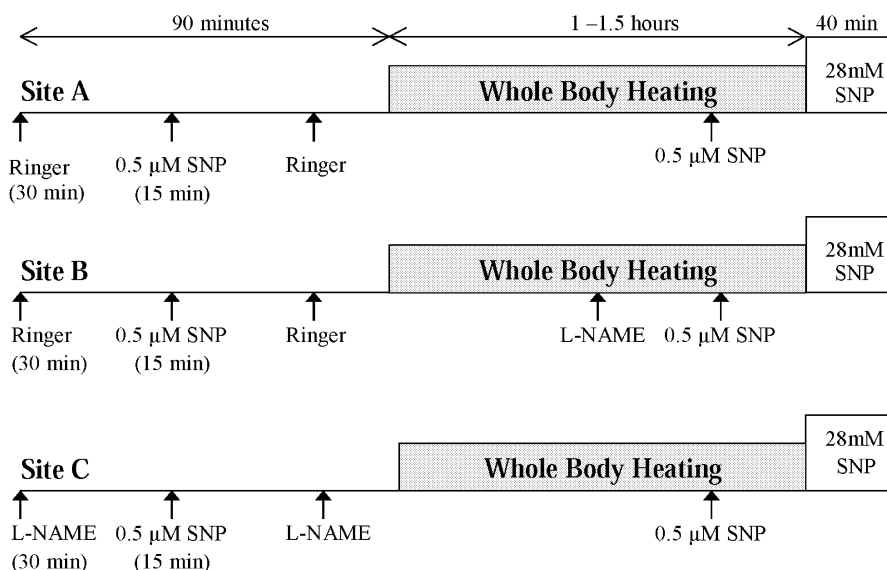 90 minutes 1 –1.5 hours 40 min
Site A Whole Body Heating 28mM SNP
Ringer (30 min) 0.5 µM SNP (15 min) Ringer 0.5 µM SNP
Site B Whole Body Heating 28mM SNP
Ringer (30 min) 0.5 µM SNP (15 min) Ringer L-NAME 0.5 µM SNP
Site C Whole Body Heating 28mM SNP
L-NAME (30 min) 0.5 µM SNP (15 min) L-NAME 0.5 µM SNP